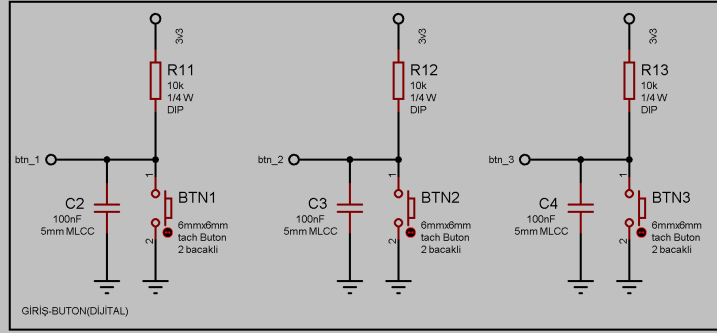 3v3
R11
10k
1/4 W
DIP
btn_1
1
C2
100nF
5mm MLCC
BTN1
2
6mmx6mm
tach Buton
2 bacakli
3v3
R12
10k
1/4 W
DIP
btn_2
1
C3
100nF
5mm MLCC
BTN2
2
6mmx6mm
tach Buton
2 bacakli
3v3
R13
10k
1/4 W
DIP
btn_3
1
C4
100nF
5mm MLCC
BTN3
2
6mmx6mm
tach Buton
2 bacakli
GİRİŞ-BUTON(DİJİTAL)